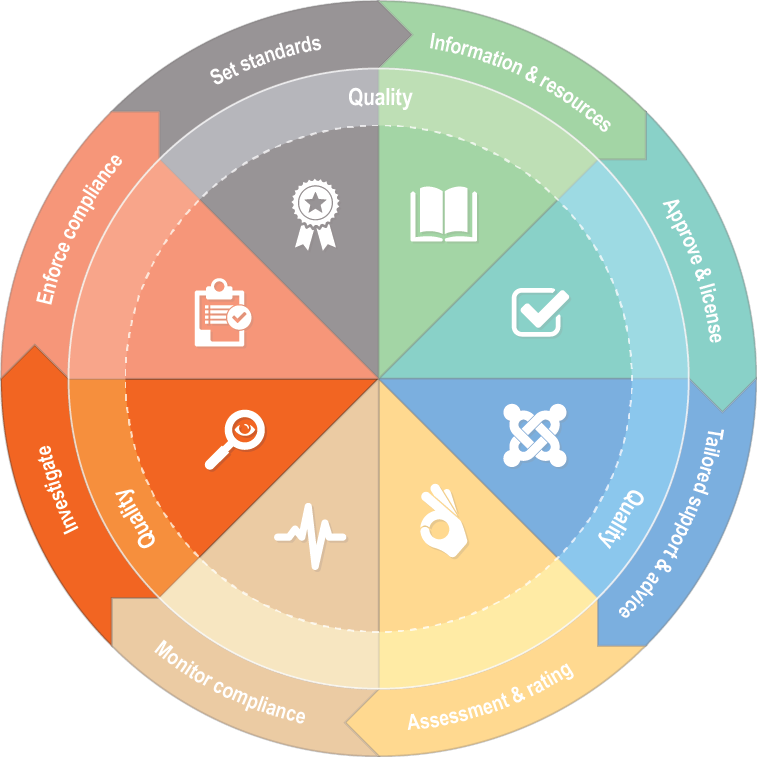 Set standards
Information & resources
Approve & license
Tailored support & advice
Assessment & rating
Monitor compliance
Investigate
Enforce compliance
Quality
Quality
Quality